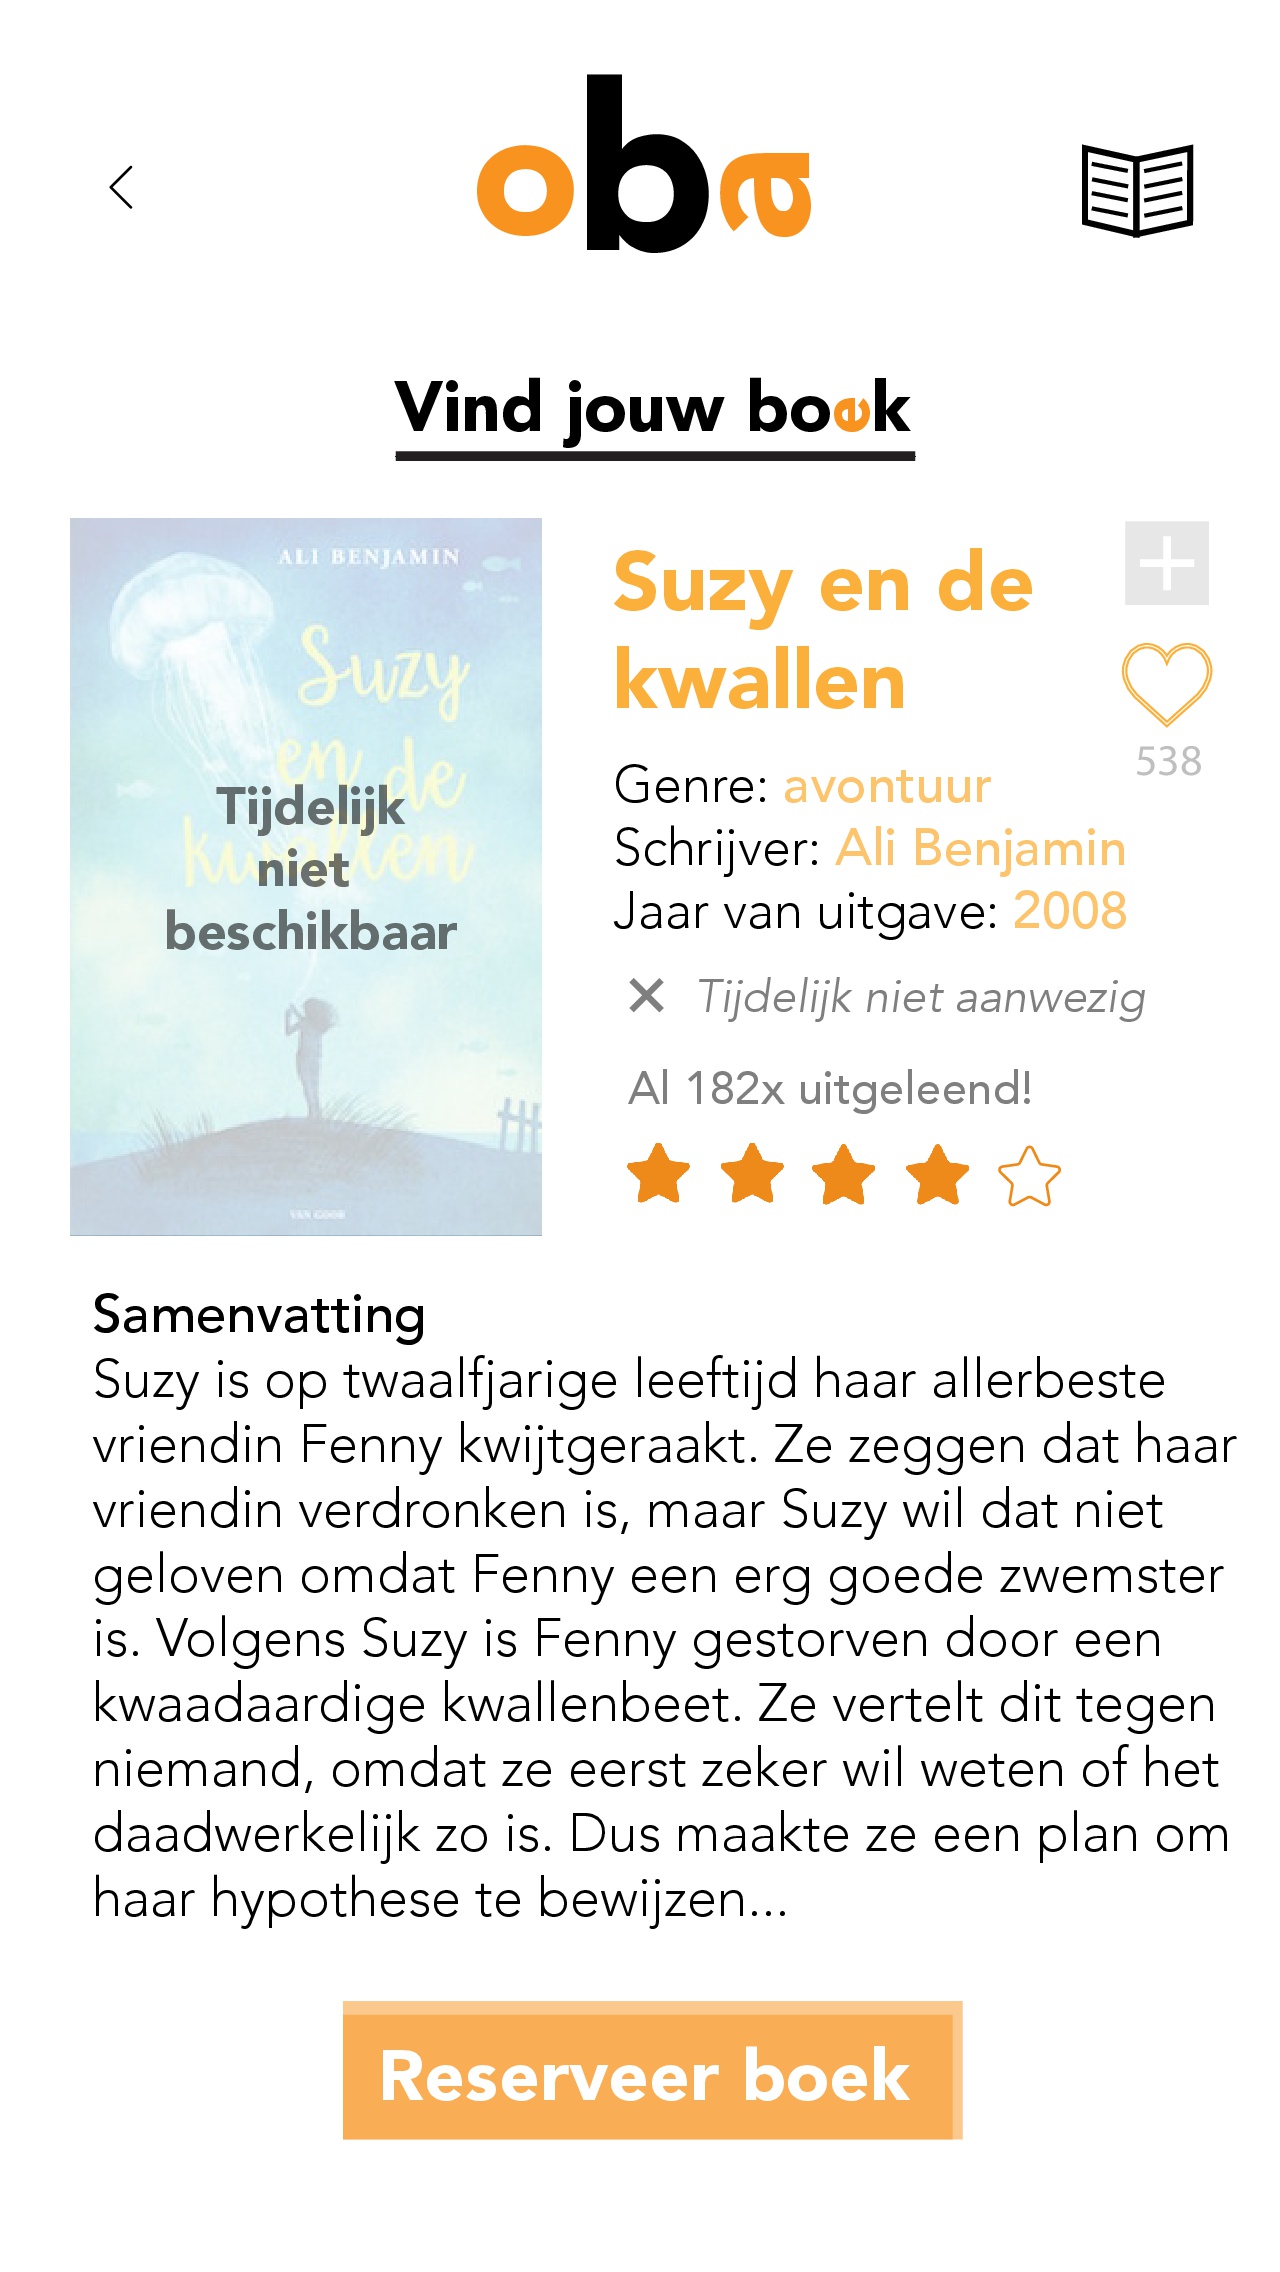 oba
Vind jouw boek
ALI BENJAMIN
Suzy
en de
kwallen
Tijdelijk
niet
beschikbaar
VAN GOOR
Suzy en de
kwallen
538
Genre: avontuur
Schrijver: Ali Benjamin
Jaar van uitgave: 2008
Tijdelijk niet aanwezig
Al 182x uitgeleend!
Samenvatting
Suzy is op twaalfjarige leeftijd haar allerbeste
vriendin Fenny kwijtgeraakt. Ze zeggen dat haar
vriendin verdronken is, maar Suzy wil dat niet
geloven omdat Fenny een erg goede zwemster
is. Volgens Suzy is Fenny gestorven door een
kwaadaardige kwallenbeet. Ze vertelt dit tegen
niemand, omdat ze eerst zeker wil weten of het
daadwerkelijk zo is. Dus maakte ze een plan om
haar hypothese te bewijzen...
Reserveer boek